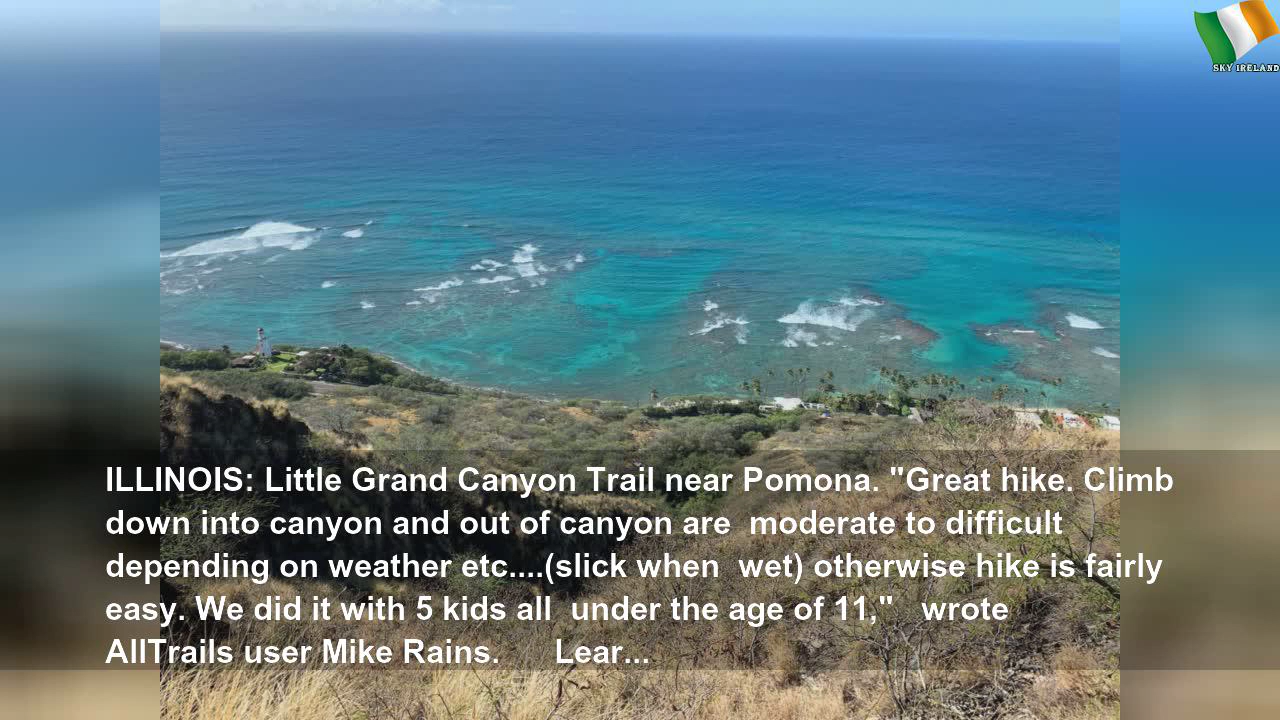 SKY IRELAND
ILLINOIS: Little Grand Canyon Trail near Pomona. "Great hike. Climb
down into canyon and out of canyon are  moderate to difficult
depending on weather etc....(slick when  wet) otherwise hike is fairly
easy. We did it with 5 kids all  under the age of 11,"   wrote
AllTrails user Mike Rains.      Lear...